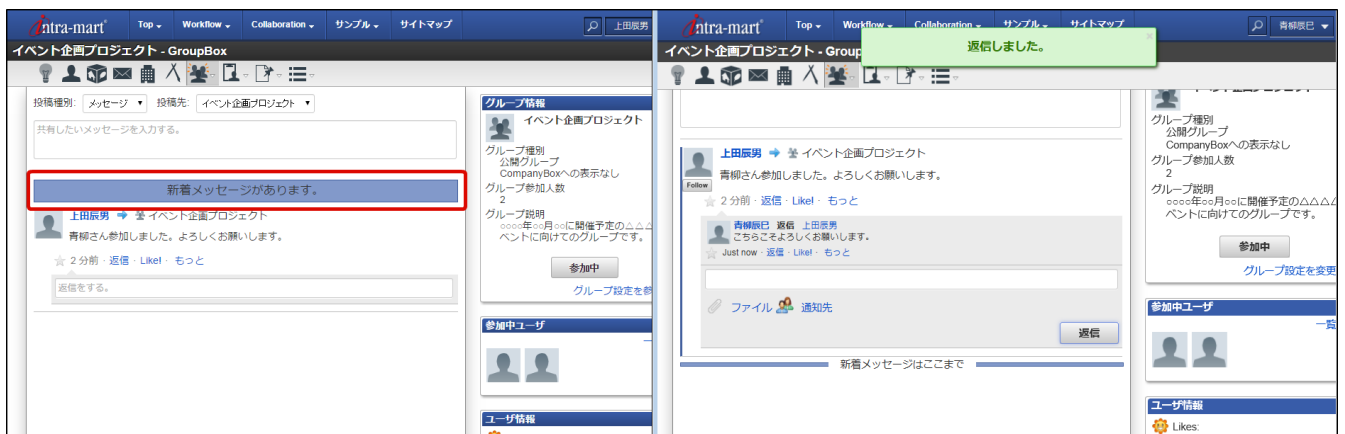 intra-mart Top Workflow Collaboration サンプル サイトマップ 上田辰男
イベント企画プロジェクト - GroupBox
投稿種別: メッセージ 投稿先: イベント企画プロジェクト
共有したいメッセージを入力する。
新着メッセージがあります。
上田辰男 イベント企画プロジェクト
青柳さん参加しました。よろしくお願いします。
2 分前 · 返信 · Like! · もっと
返信をする。
グループ情報
イベント企画プロジェクト
グループ種別
公開グループ
CompanyBoxへの表示なし
グループ参加人数
2
グループ説明
○○○○年○○月○○に開催予定の△△△
ベントに向けてのグループです。
参加中
グループ設定を参
参加中ユーザ
一
ユーザ情報
intra-mart Top Workflow Collaboration サンプル サイトマップ 青柳辰巳
返信しました。
×
イベント企画プロジェクト - Group
上田辰男 イベント企画プロジェクト
青柳さん参加しました。よろしくお願いします。
Follow
2 分前 · 返信 · Like! · もっと
青柳辰巳 返信 上田辰男
こちらこそよろしくお願いします。
Just now · 返信 · Like! · もっと
ファイル 通知先
返信
新着メッセージはここまで
グループ種別
公開グループ
CompanyBoxへの表示なし
グループ参加人数
2
グループ説明
○○○○年○○月○○に開催予定の△△△△
ベントに向けてのグループです。
参加中
グループ設定を変更
参加中ユーザ
一覧
ユーザ情報
Likes: